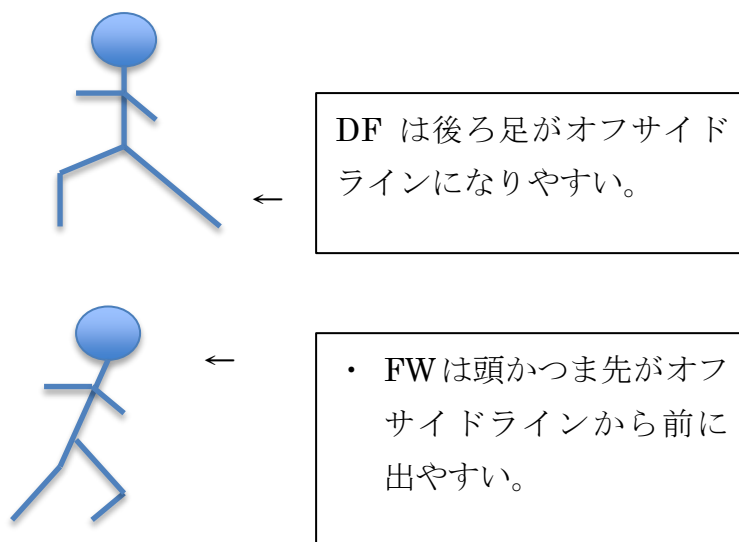 DF は後ろ足がオフサイド
ラインになりやすい。
・ FWは頭かつま先がオフ
サイドラインから前に
出やすい。